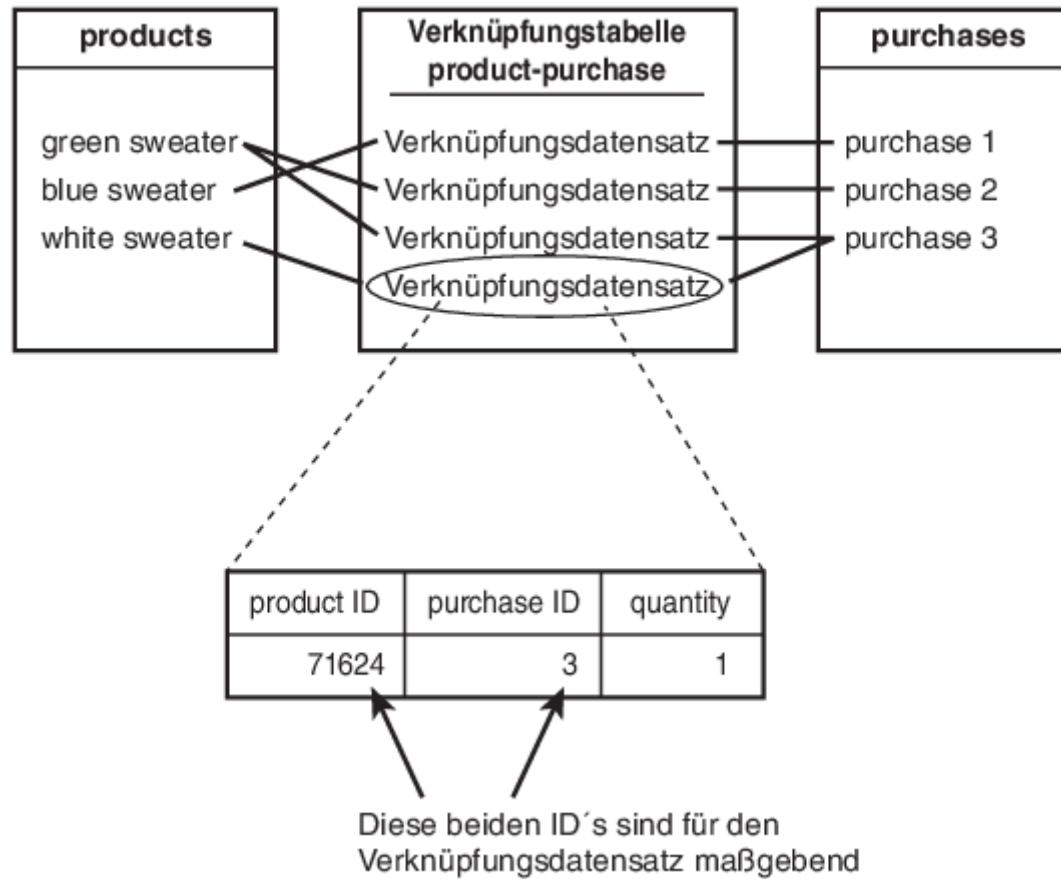 products
Verknüpfungstabelle
product-purchase
purchases
green sweater
blue sweater
white sweater
Verknüpfungsdatensatz
Verknüpfungsdatensatz
Verknüpfungsdatensatz
Verknüpfungsdatensatz
purchase 1
purchase 2
purchase 3
product ID purchase ID quantity
71624 3 1
Diese beiden ID´s sind für den
Verknüpfungsdatensatz maßgebend